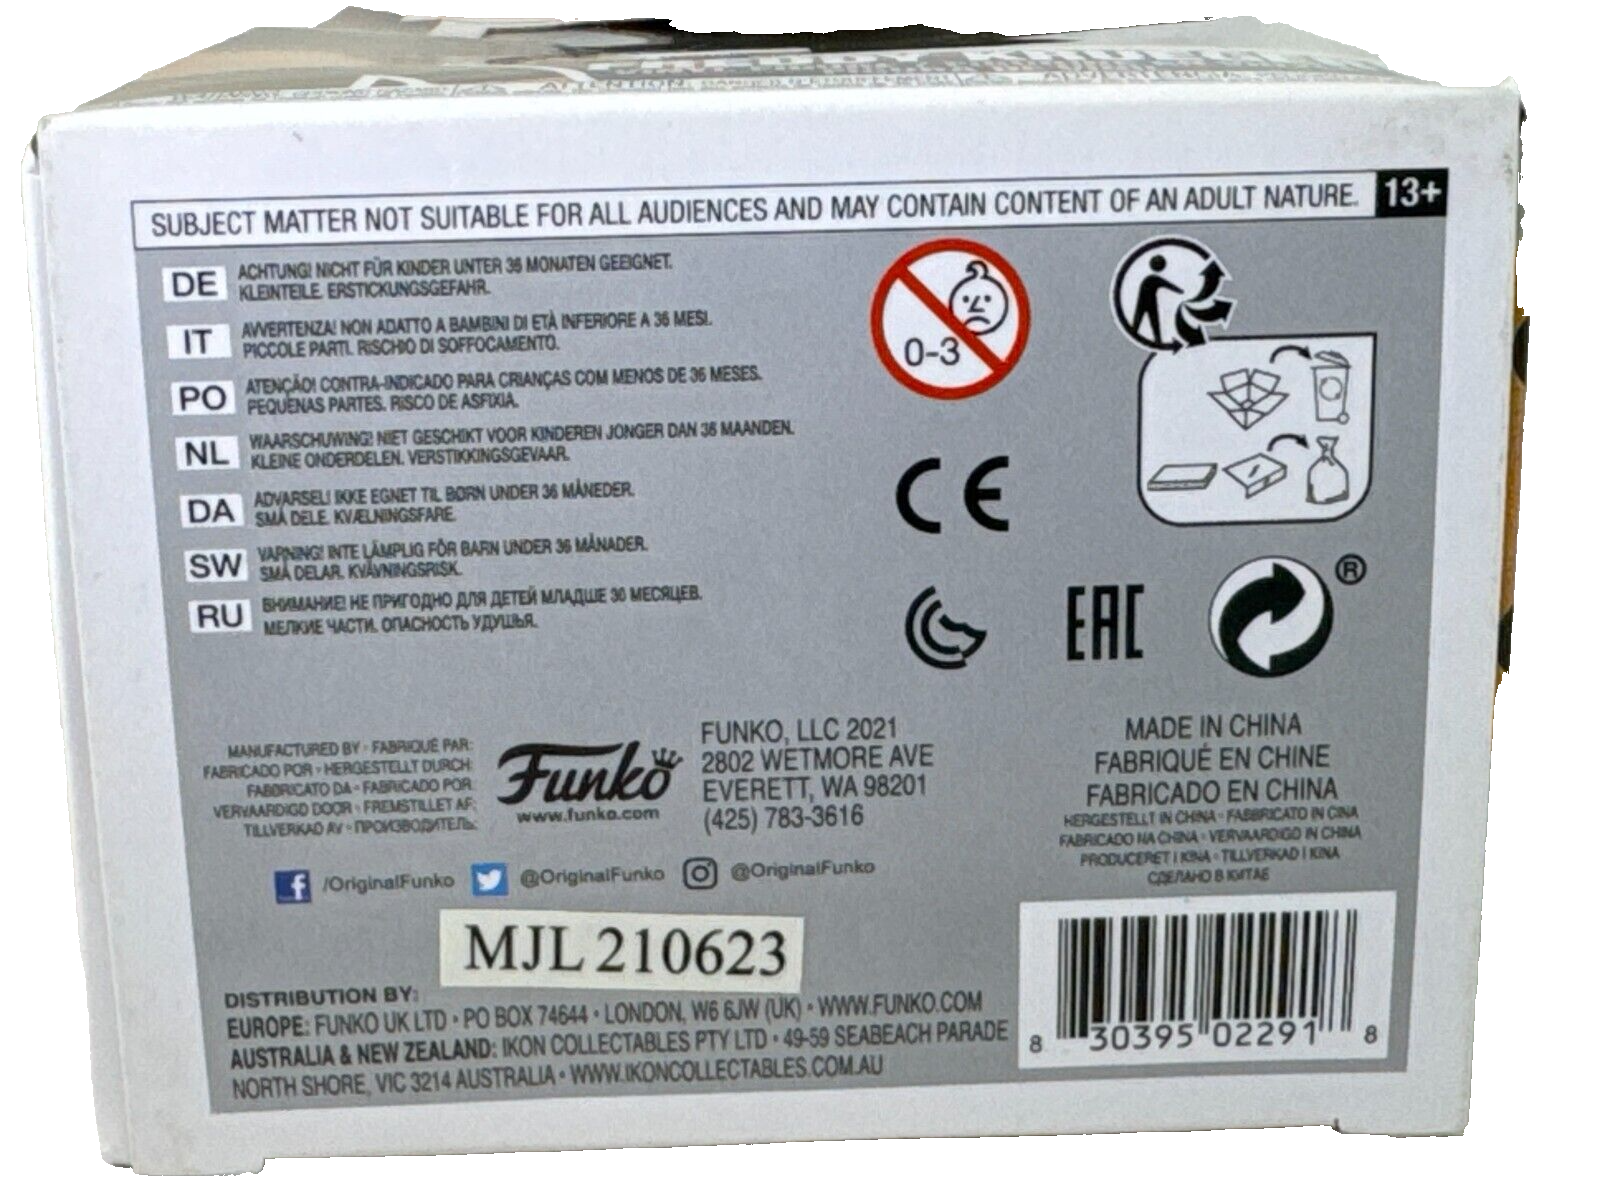 SUBJECT MATTER NOT SUITABLE FOR ALL AUDIENCES AND MAY CONTAIN CONTENT OF AN ADULT NATURE. 13+
DE ACHTUNG! NICHT FÜR KINDER UNTER 36 MONATEN GEEIGNET.
KLEINTEILE. ERSTICKUNGSGEFAHR.
IT AVVERTENZA! NON ADATTO A BAMBINI DI ETÀ INFERIORE A 36 MESI.
PICCOLE PARTI. RISCHIO DI SOFFOCAMENTO.
PO ATENÇÃO! CONTRA-INDICADO PARA CRIANÇAS COM MENOS DE 36 MESES.
PEQUENAS PARTES. RISCO DE ASFIXIA.
NL WAARSCHUWING! NIET GESCHIKT VOOR KINDEREN JONGER DAN 36 MAANDEN.
KLEINE ONDERDELEN. VERSTIKKINGSGEVAAR.
DA ADVARSEL! IKKE EGNET TIL BØRN UNDER 36 MÅNEDER.
SMÅ DELE. KVÆLNINGSFARE.
SW VARNING! INTE LÄMPLIG FÖR BARN UNDER 36 MÅNADER.
SMÅ DELAR. KVÄVNINGSRISK.
RU ВНИМАНИЕ! НЕ ПРИГОДНО ДЛЯ ДЕТЕЙ МЛАДШЕ 36 МЕСЯЦЕВ.
МЕЛКИЕ ЧАСТИ. ОПАСНОСТЬ УДУШЬЯ.
0-3
CE
EAC
®
MANUFACTURED BY • FABRIQUÉ PAR:
FABRICADO POR • HERGESTELLT DURCH:
FABBRICATO DA • FABRICADO POR:
VERVAARDIGD DOOR • FREMSTILLET AF:
TILLVERKAD AV • ПРОИЗВОДИТЕЛЬ:
Funko
www.funko.com
FUNKO, LLC 2021
2802 WETMORE AVE
EVERETT, WA 98201
(425) 783-3616
MADE IN CHINA
FABRIQUÉ EN CHINE
FABRICADO EN CHINA
HERGESTELLT IN CHINA • FABBRICATO IN CINA
FABRICADO NA CHINA • VERVAARDIGD IN CHINA
PRODUCERET I KINA • TILLVERKAD I KINA
СДЕЛАНО В КИТАЕ
/OriginalFunko @OriginalFunko @OriginalFunko
MJL 210623
DISTRIBUTION BY:
EUROPE: FUNKO UK LTD • PO BOX 74644 • LONDON, W6 6JW (UK) • WWW.FUNKO.COM
AUSTRALIA & NEW ZEALAND: IKON COLLECTABLES PTY LTD • 49-59 SEABEACH PARADE
NORTH SHORE, VIC 3214 AUSTRALIA • WWW.IKONCOLLECTABLES.COM.AU
8 30395 02291 8